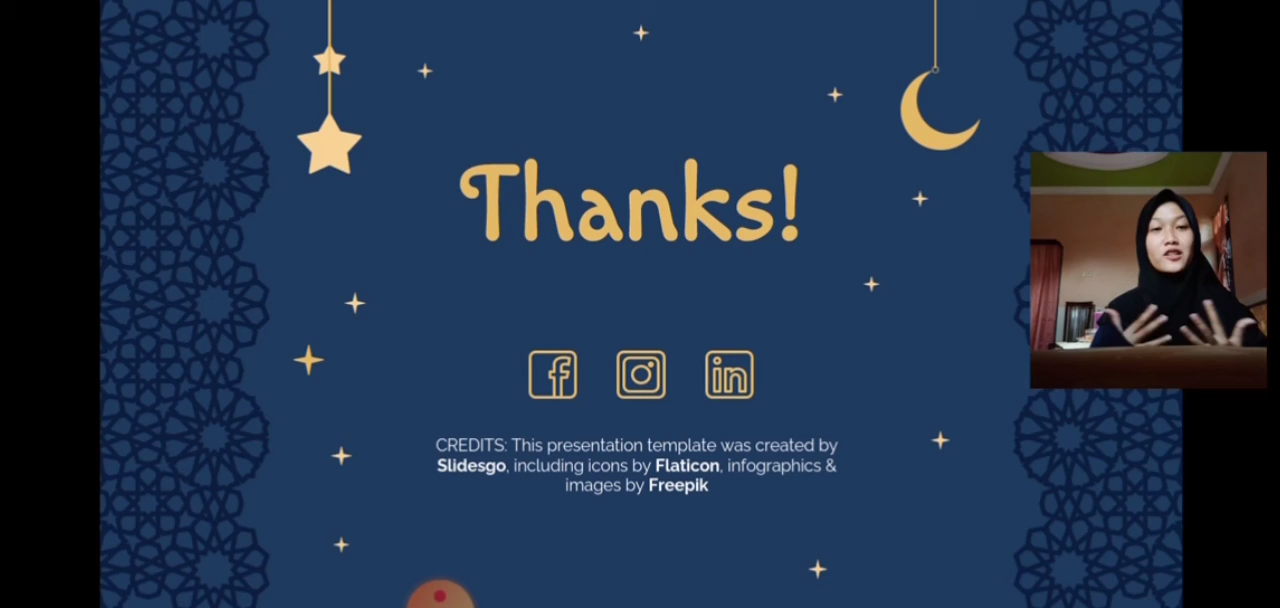 Thanks!
CREDITS: This presentation template was created by
Slidesgo, including icons by Flaticon, infographics &
images by Freepik